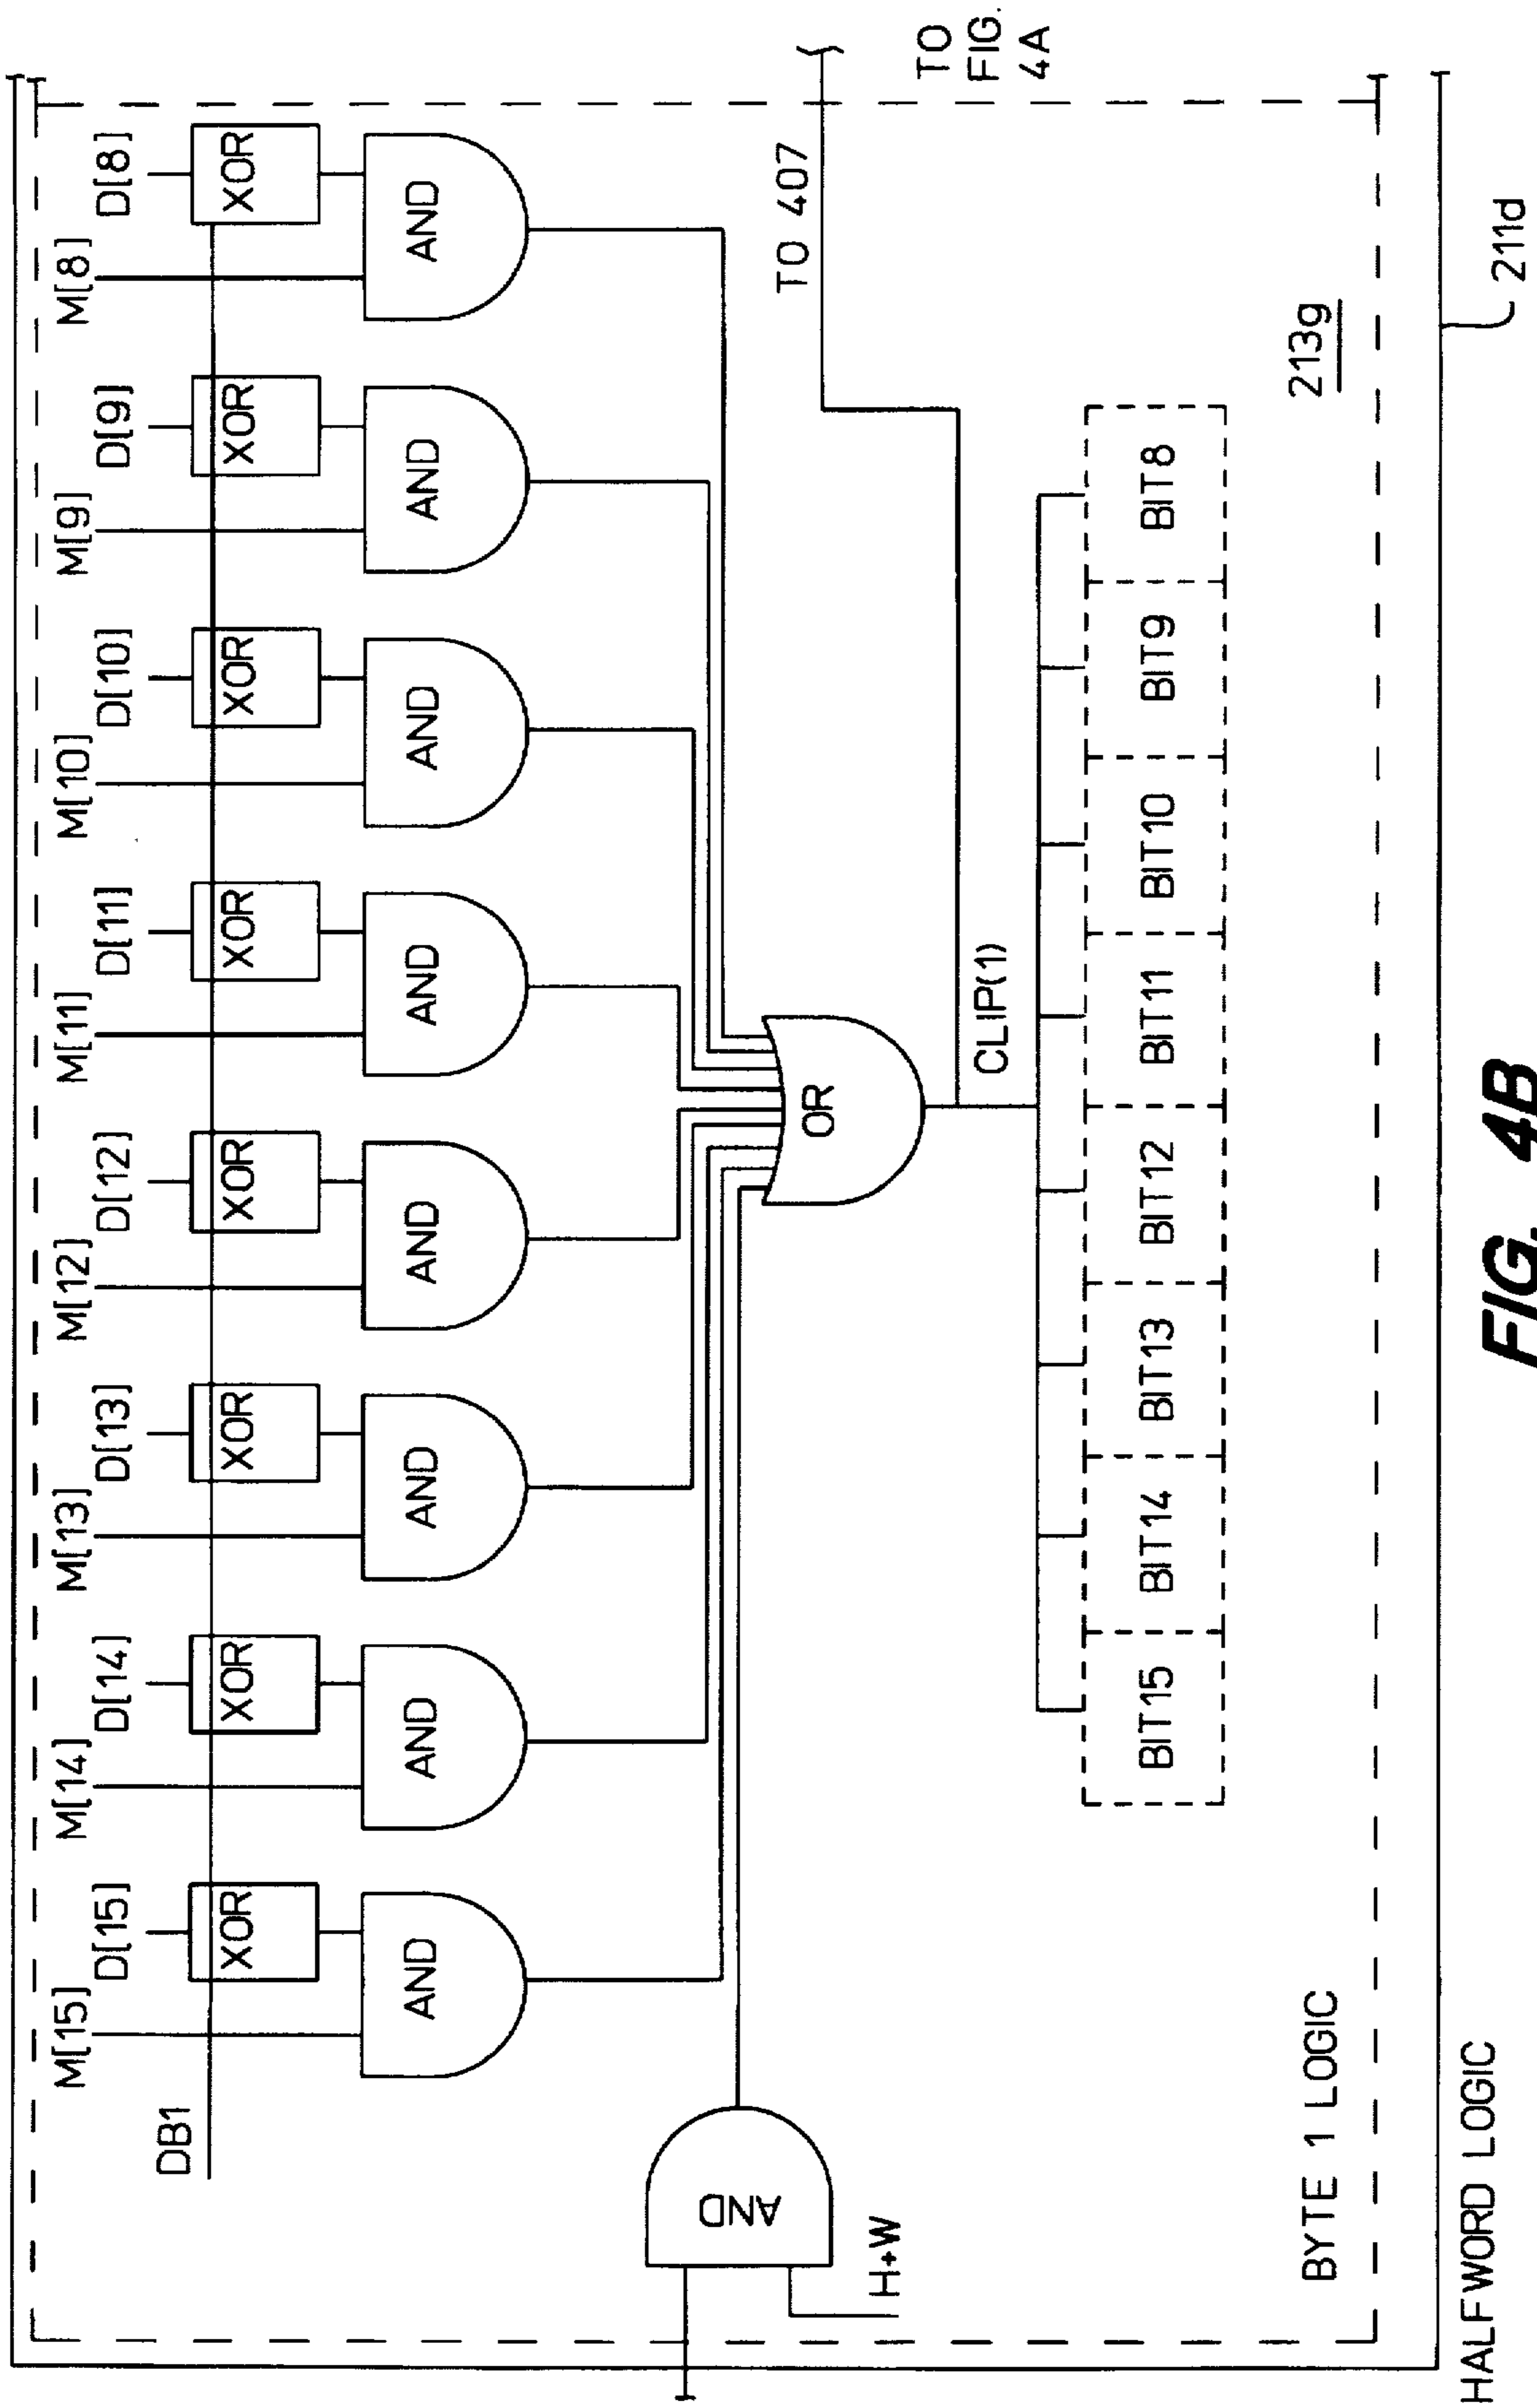 M[15] M[14] M[13] M[12] M[11] M[10] M[9] M[8]
D[15] D[14] D[13] D[12] D[11] D[10] D[9] D[8]
DB1
XOR XOR XOR XOR XOR XOR XOR XOR
AND AND AND AND AND AND AND AND
AND
H+W
OR
TO 407
TO
FIG.
4A
CLIP(1)
BIT15 BIT14 BIT13 BIT12 BIT11 BIT10 BIT9 BIT8
BYTE 1 LOGIC
213g
HALFWORD LOGIC
211d
FIG. 4B